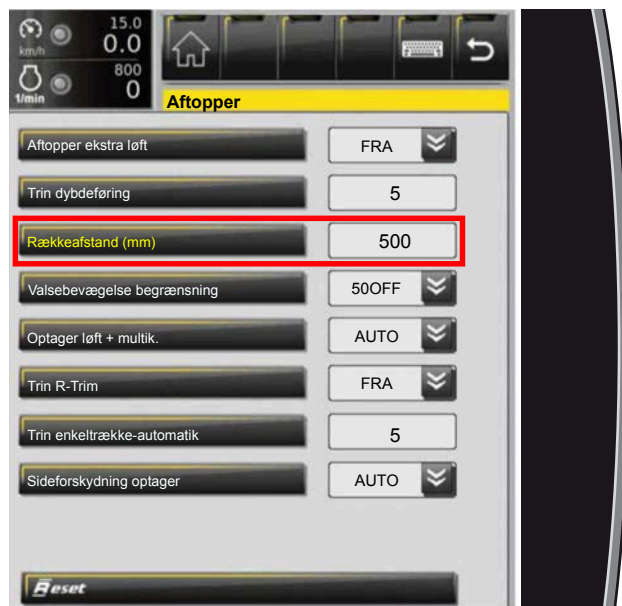 15.0
km/h 0.0
800
1/min 0
Aftopper
Aftopper ekstra løft FRA
Trin dybdeføring 5
Rækkeafstand (mm) 500
Valsebevægelse begrænsning 50OFF
Optager løft + multik. AUTO
Trin R-Trim FRA
Trin enkeltrække-automatik 5
Sideforskydning optager AUTO
Reset